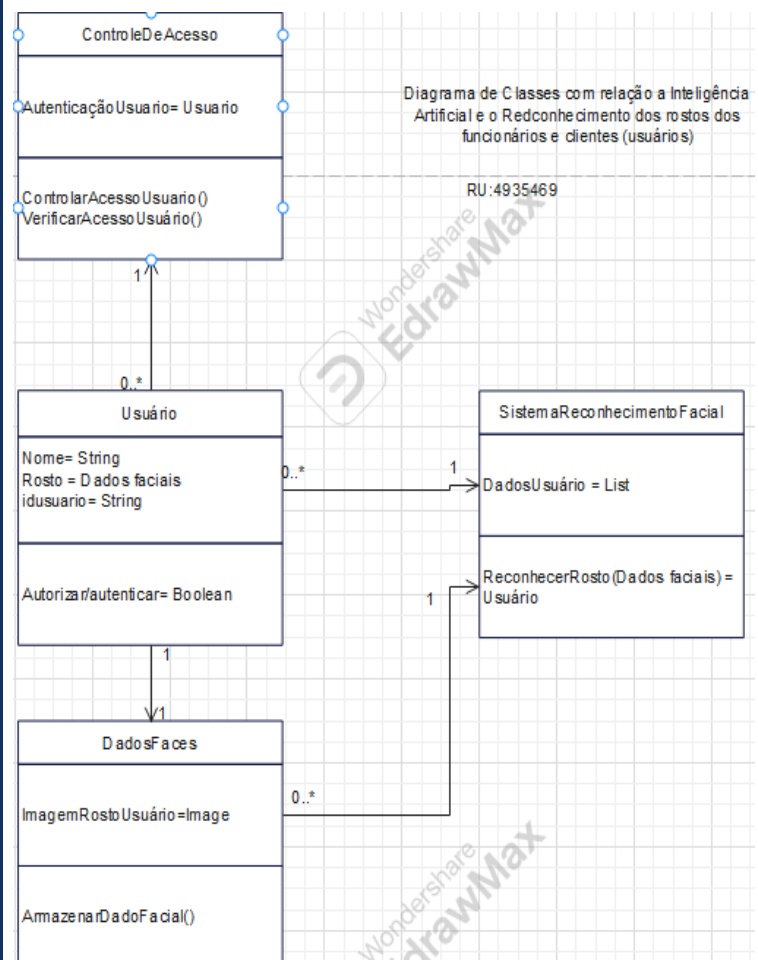 ControleDeAcesso
AutenticaçãoUsuario= Usuario
ControlarAcessoUsuario()
VerificarAcessoUsuário()
Diagrama de Classes com relação a Inteligência
Artificial e o Redconhecimento dos rostos dos
funcionários e clientes (usuários)
RU:4935469
Wondershare
EdrawMax
1
0..*
Usuário
Nome= String
Rosto = Dados faciais
idusuario= String
Autorizar/autenticar= Boolean
0..*
1
SistemaReconhecimentoFacial
DadosUsuário = List
ReconhecerRosto(Dados faciais) =
Usuário
1
1
1
DadosFaces
ImagemRostoUsuário=Image
ArmazenarDadoFacial()
0..*
Wondershare
EdrawMax